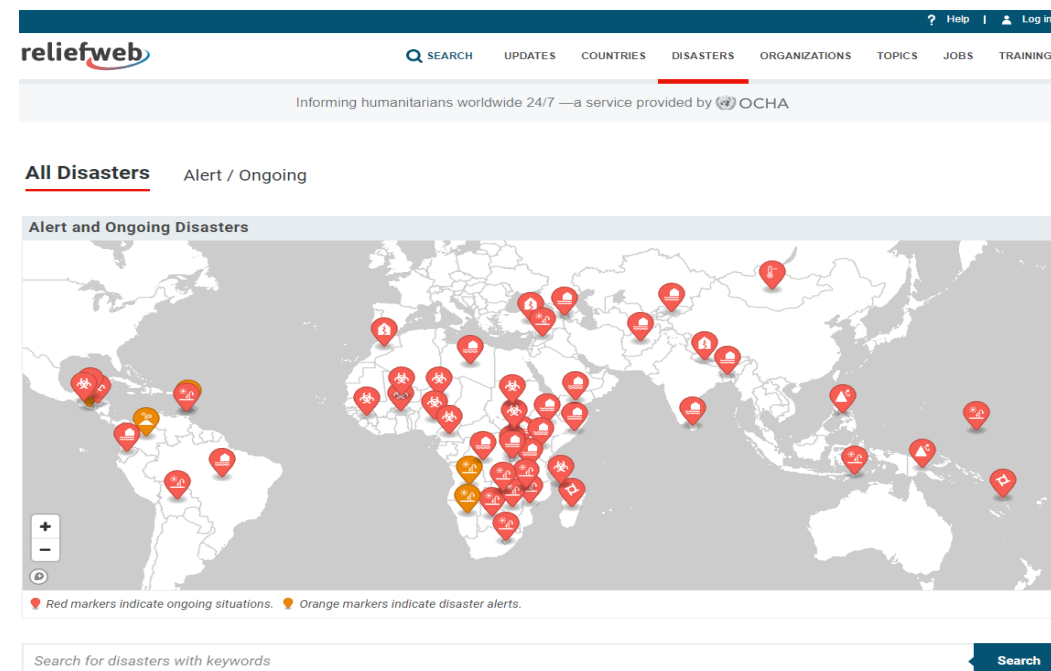 ? Help | Log in
reliefweb
SEARCH UPDATES COUNTRIES DISASTERS ORGANIZATIONS TOPICS JOBS TRAINING
Informing humanitarians worldwide 24/7 —a service provided by OCHA
All Disasters Alert / Ongoing
Alert and Ongoing Disasters
+
−
Red markers indicate ongoing situations. Orange markers indicate disaster alerts.
Search for disasters with keywords Search